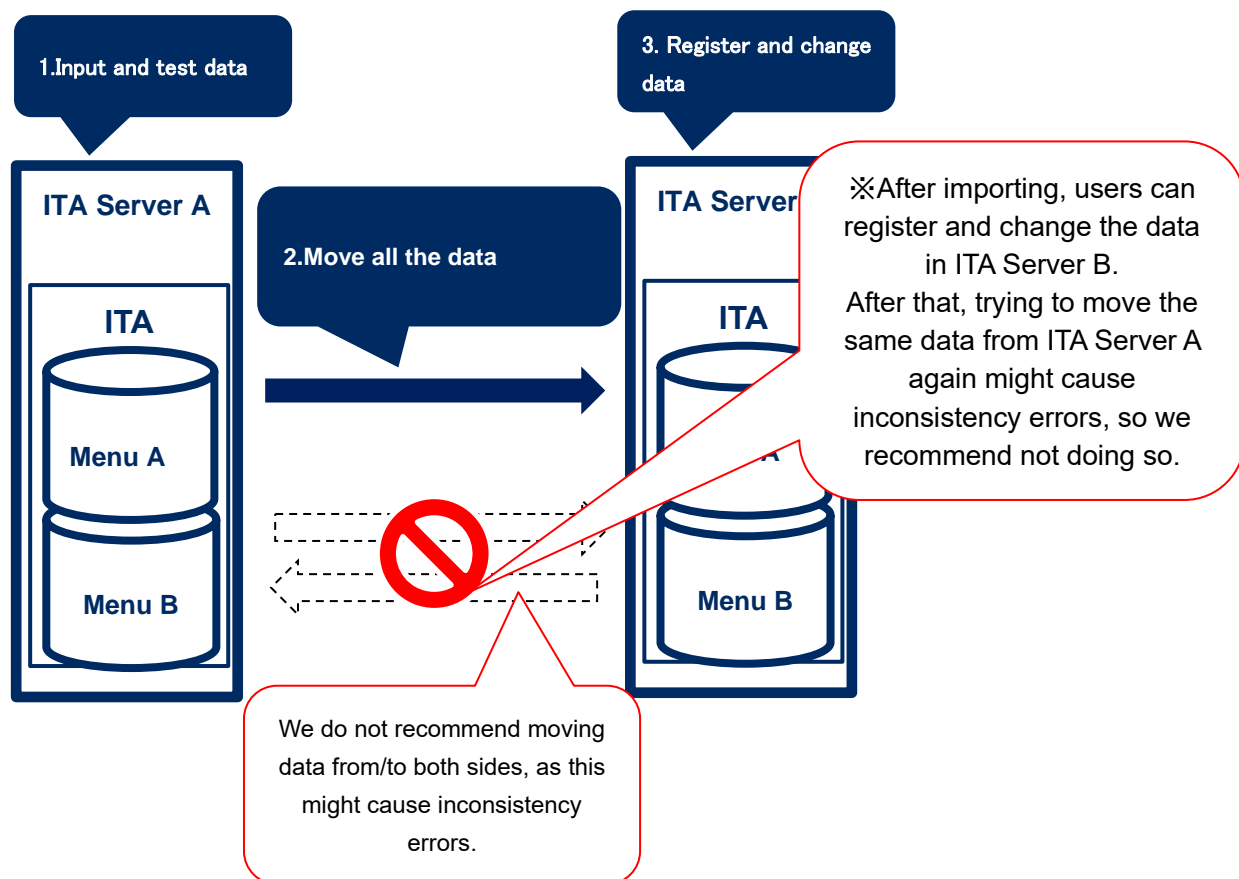 1.Input and test data
3. Register and change
data
ITA Server A
2.Move all the data
ITA Server
※After importing, users can
register and change the data
in ITA Server B.
After that, trying to move the
same data from ITA Server A
again might cause
inconsistency errors, so we
recommend not doing so.
ITA
ITA
Menu A
A
Menu B
Menu B
We do not recommend moving
data from/to both sides, as this
might cause inconsistency
errors.